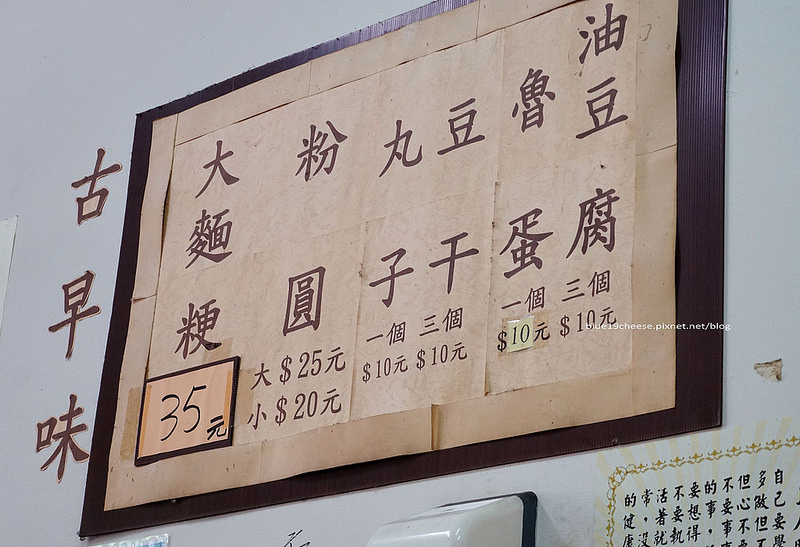 古早味
大麵粳
35元
粉圓
大$25元
小$20元
丸子
一個
$10元
豆干
三個
$10元
魯蛋
一個
$10元
油豆腐
三個
$10元
blue19cheese.pixnet.net/blog